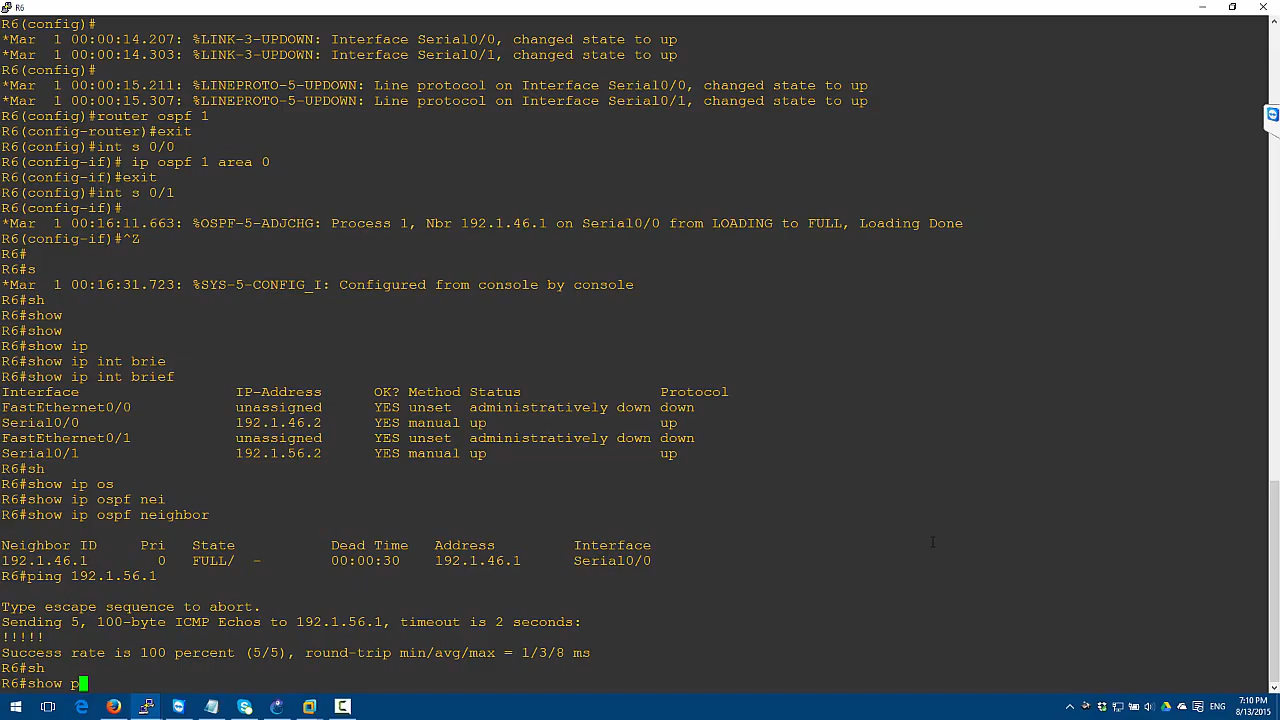 R6
R6(config)#
*Mar  1 00:00:14.207: %LINK-3-UPDOWN: Interface Serial0/0, changed state to up
*Mar  1 00:00:14.303: %LINK-3-UPDOWN: Interface Serial0/1, changed state to up
R6(config)#
*Mar  1 00:00:15.211: %LINEPROTO-5-UPDOWN: Line protocol on Interface Serial0/0, changed state to up
*Mar  1 00:00:15.307: %LINEPROTO-5-UPDOWN: Line protocol on Interface Serial0/1, changed state to up
R6(config)#router ospf 1
R6(config-router)#exit
R6(config)#int s 0/0
R6(config-if)# ip ospf 1 area 0
R6(config-if)#exit
R6(config)#int s 0/1
R6(config-if)#
*Mar  1 00:16:11.663: %OSPF-5-ADJCHG: Process 1, Nbr 192.1.46.1 on Serial0/0 from LOADING to FULL, Loading Done
R6(config-if)#^Z
R6#
R6#s
*Mar  1 00:16:31.723: %SYS-5-CONFIG_I: Configured from console by console
R6#sh
R6#show
R6#show
R6#show ip
R6#show ip int brie
R6#show ip int brief
Interface                  IP-Address      OK? Method Status                Protocol
FastEthernet0/0            unassigned      YES unset  administratively down down
Serial0/0                  192.1.46.2      YES manual up                    up
FastEthernet0/1            unassigned      YES unset  administratively down down
Serial0/1                  192.1.56.2      YES manual up                    up
R6#sh
R6#show ip os
R6#show ip ospf nei
R6#show ip ospf neighbor
Neighbor ID     Pri   State           Dead Time   Address         Interface
192.1.46.1        0   FULL/  -        00:00:30    192.1.46.1      Serial0/0
R6#ping 192.1.56.1
Type escape sequence to abort.
Sending 5, 100-byte ICMP Echos to 192.1.56.1, timeout is 2 seconds:
!!!!!
Success rate is 100 percent (5/5), round-trip min/avg/max = 1/3/8 ms
R6#sh
R6#show p
ENG
7:10 PM
8/13/2015